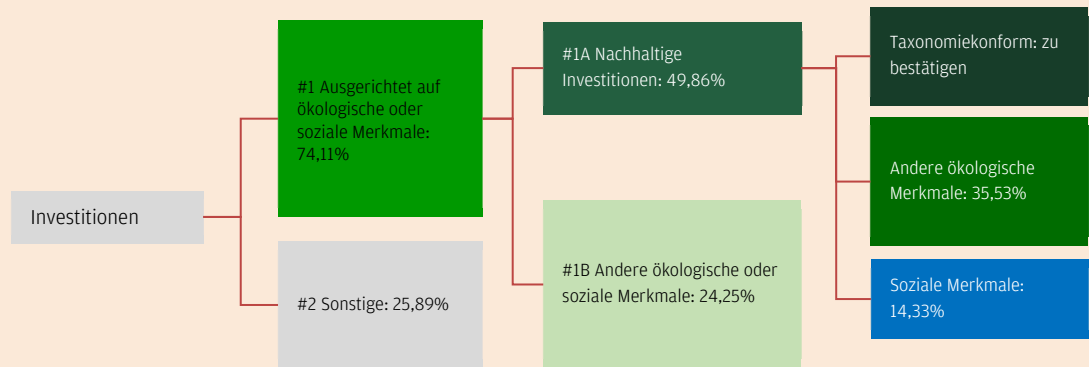 Investitionen
#1 Ausgerichtet auf
ökologische oder
soziale Merkmale:
74,11%
#2 Sonstige: 25,89%
#1A Nachhaltige
Investitionen: 49,86%
#1B Andere ökologische oder
soziale Merkmale: 24,25%
Taxonomiekonform: zu
bestätigen
Andere ökologische
Merkmale: 35,53%
Soziale Merkmale:
14,33%